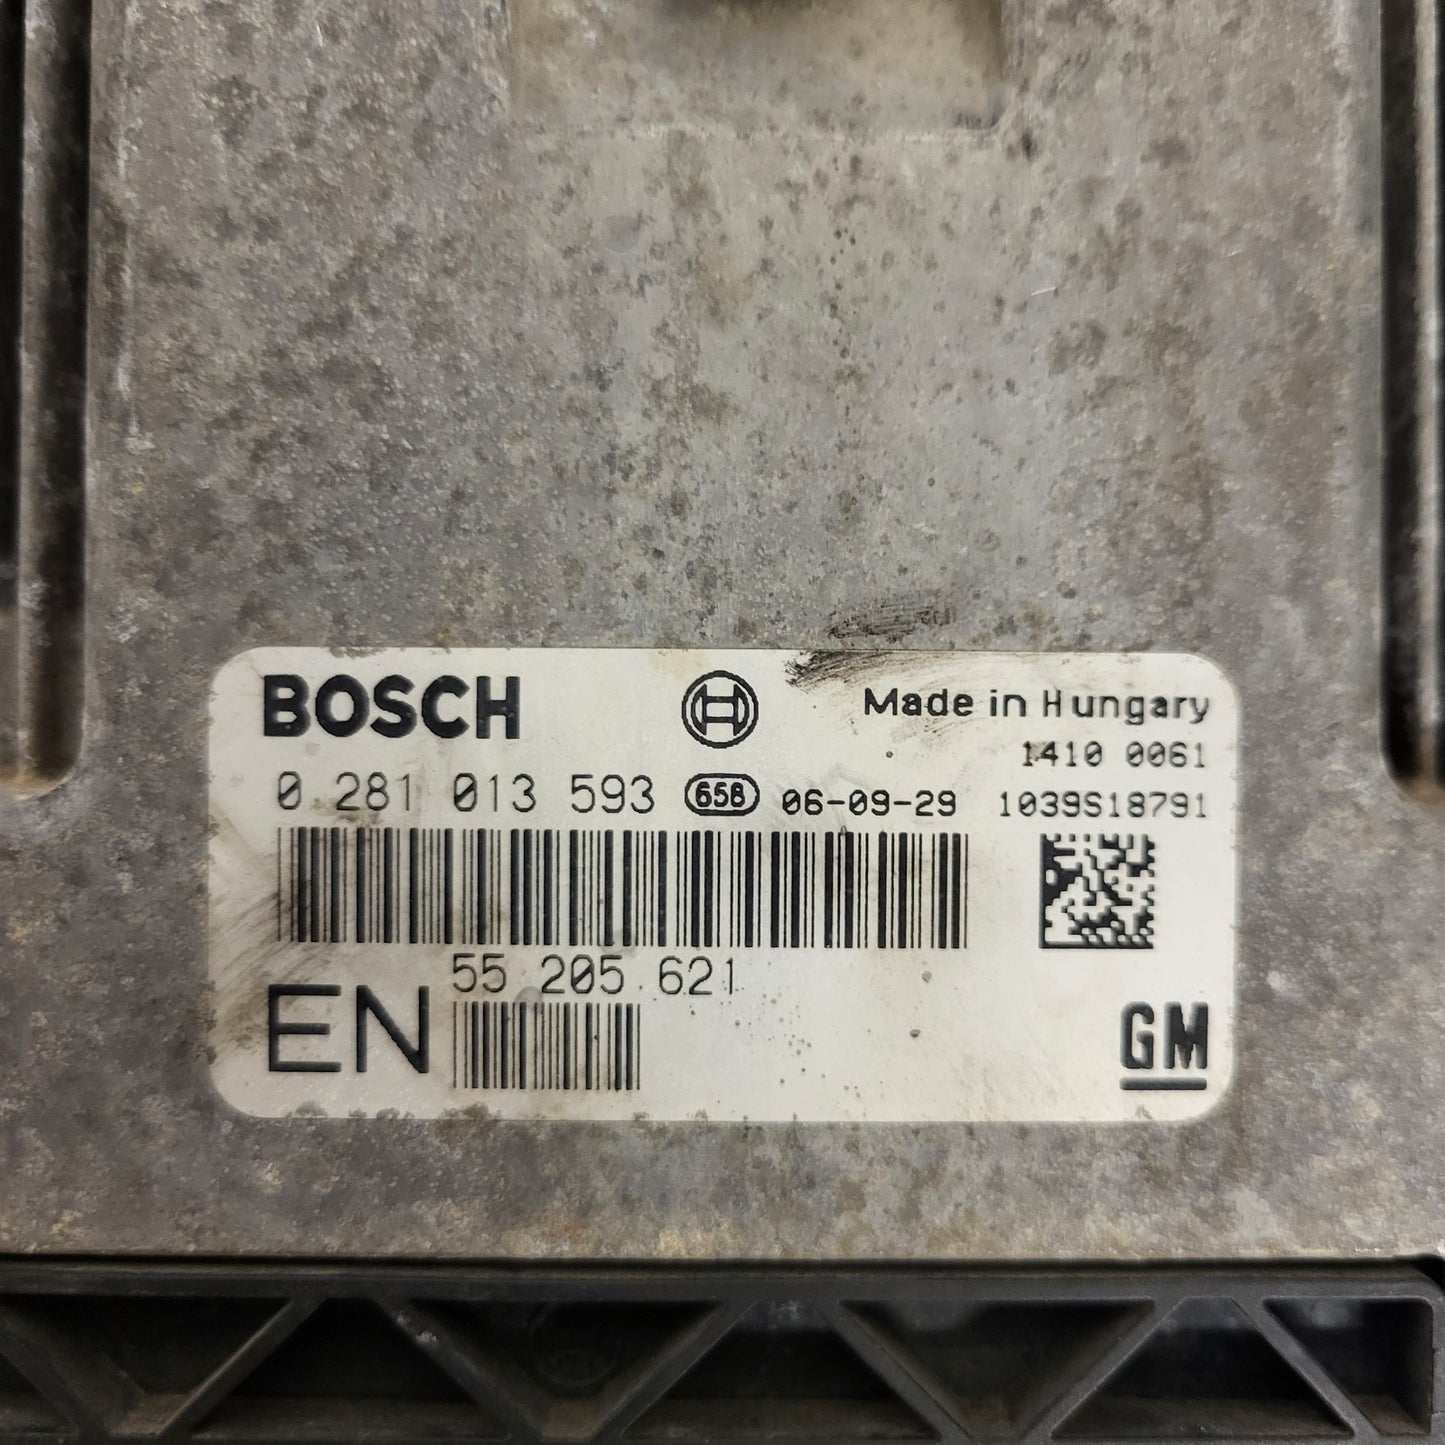 BOSCH
Made in Hungary
1410 0061
0 281 013 593 658 06-09-29 1039S18791
55 205 621
EN
GM